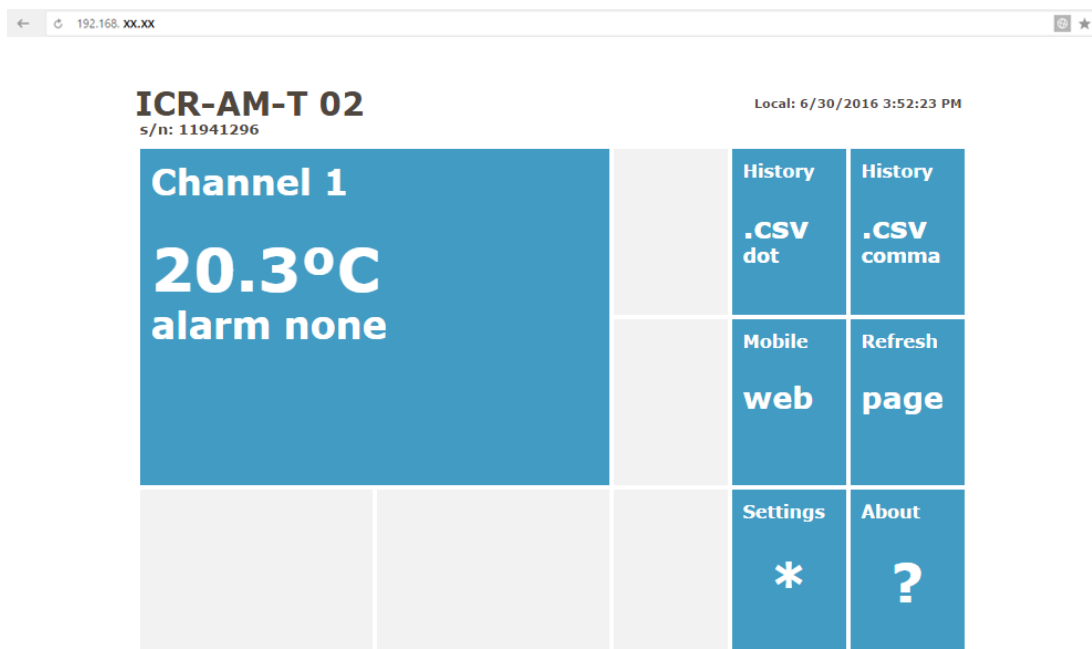 192.168. xx.xx
ICR-AM-T 02
s/n: 11941296
Local: 6/30/2016 3:52:23 PM
Channel 1
20.3ºC
alarm none
History
.csv
dot
History
.csv
comma
Mobile
web
Refresh
page
Settings
*
About
?